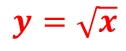 y = √x